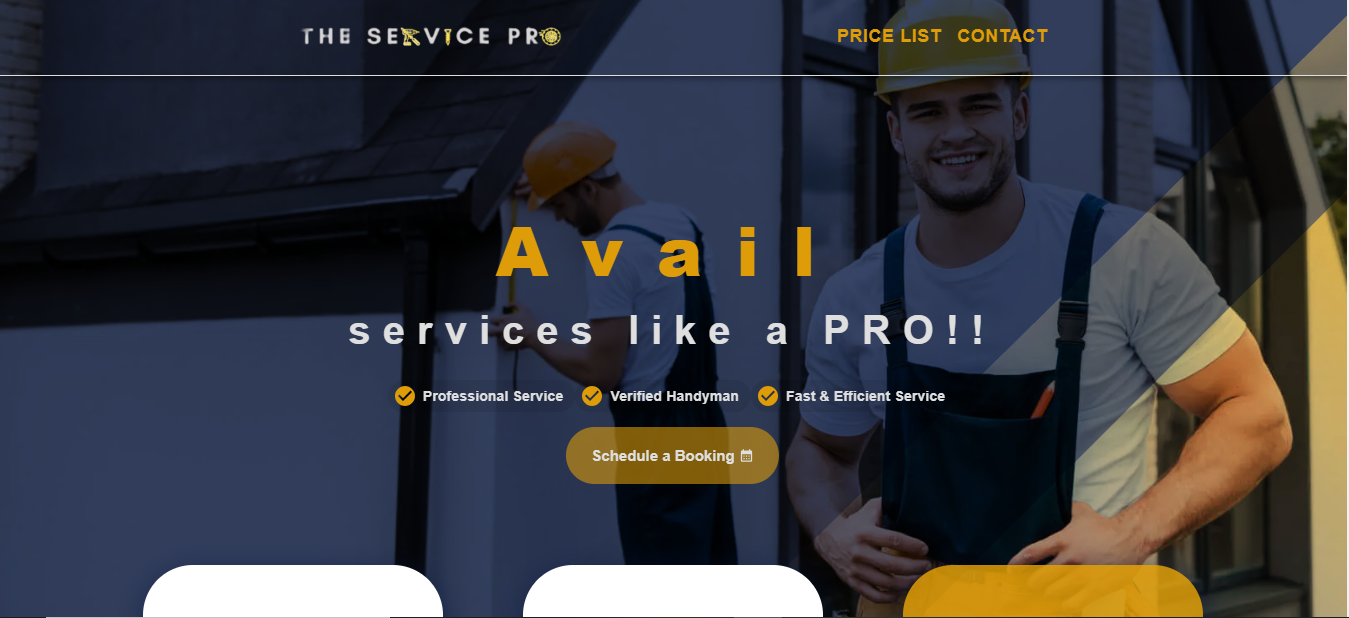 THE SERVICE PRO
PRICE LIST CONTACT
Avail
services like a PRO!!
Professional Service Verified Handyman Fast & Efficient Service
Schedule a Booking